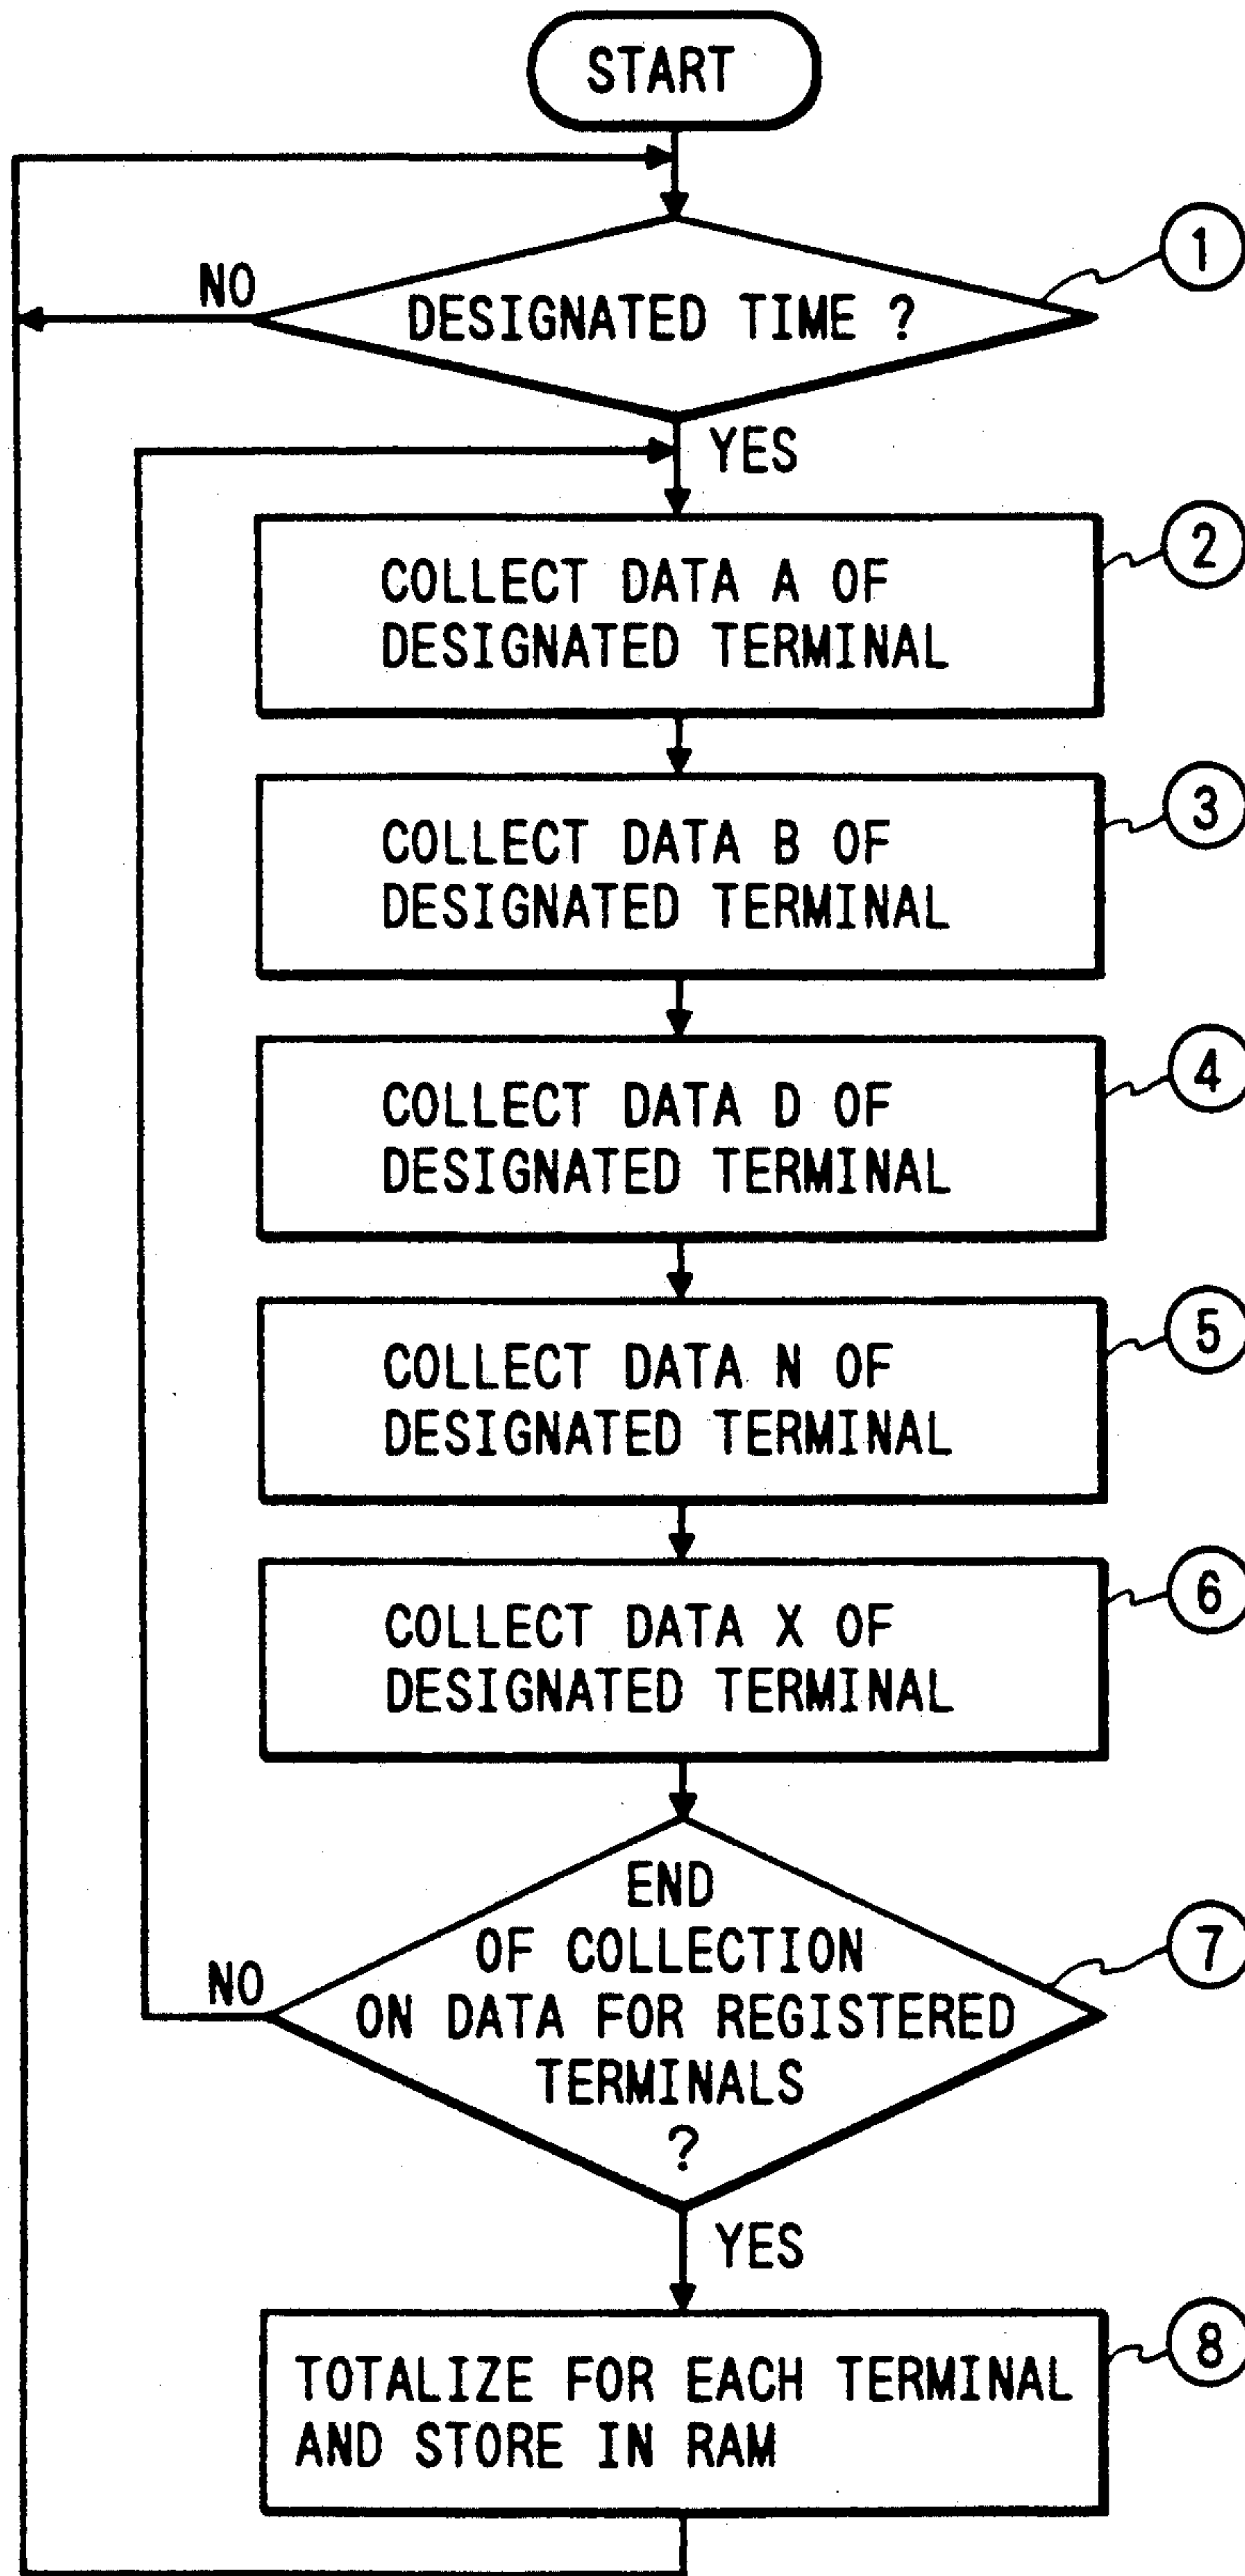 START
1
NO
DESIGNATED TIME ?
YES
2
COLLECT DATA A OF
DESIGNATED TERMINAL
3
COLLECT DATA B OF
DESIGNATED TERMINAL
4
COLLECT DATA D OF
DESIGNATED TERMINAL
5
COLLECT DATA N OF
DESIGNATED TERMINAL
6
COLLECT DATA X OF
DESIGNATED TERMINAL
END
OF COLLECTION
7
NO
ON DATA FOR REGISTERED
TERMINALS
?
YES
8
TOTALIZE FOR EACH TERMINAL
AND STORE IN RAM